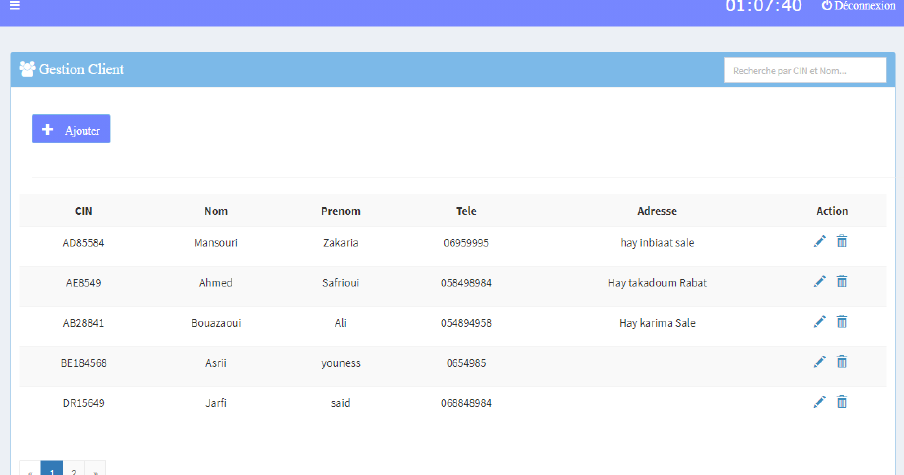 01:07:40 Déconnexion
Gestion Client Recherche par CIN et Nom...
Ajouter
CIN Nom Prenom Tele Adresse Action
AD85584 Mansouri Zakaria 06959995 hay inbiaat sale
AE8549 Ahmed Safrioui 058498984 Hay takadoum Rabat
AB28841 Bouazaoui Ali 054894958 Hay karima Sale
BE184568 Asrii youness 0654985
DR15649 Jarfi said 068848984
« 1 2 »